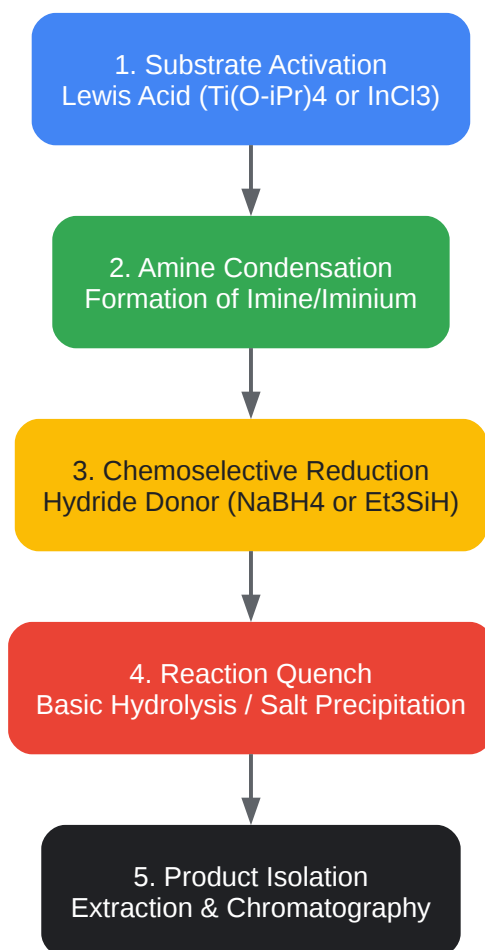 1. Substrate Activation
Lewis Acid (Ti(O-iPr)4 or InCl3)
2. Amine Condensation
Formation of Imine/Iminium
3. Chemoselective Reduction
Hydride Donor (NaBH4 or Et3SiH)
4. Reaction Quench
Basic Hydrolysis / Salt Precipitation
5. Product Isolation
Extraction & Chromatography